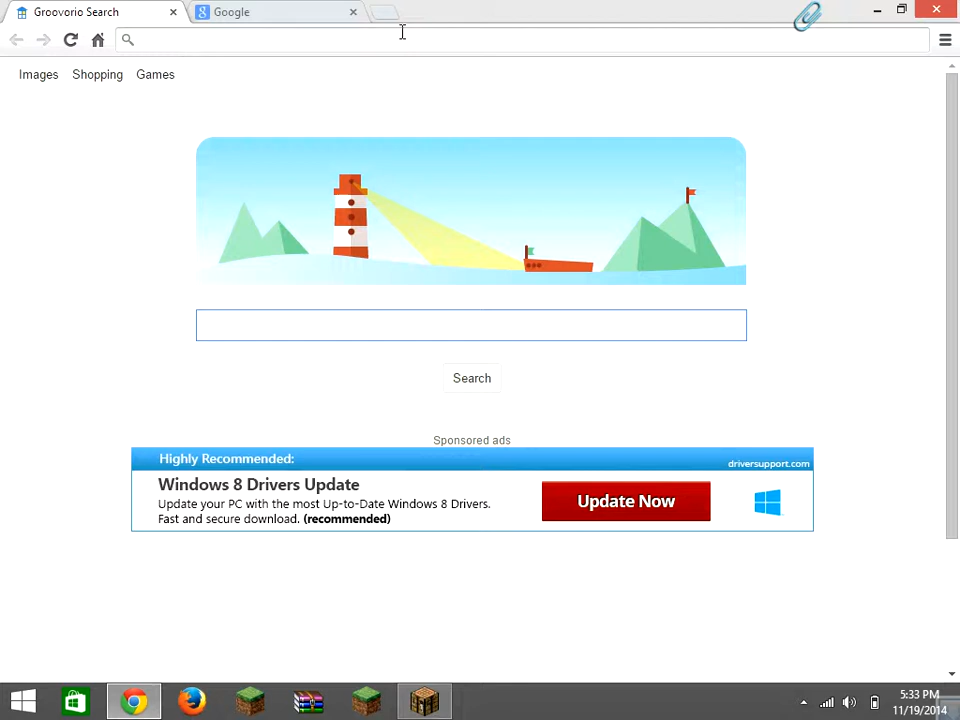 Groovorio Search
Google
Images Shopping Games
Search
Sponsored ads
Highly Recommended:
driversupport.com
Windows 8 Drivers Update
Update your PC with the most Up-to-Date Windows 8 Drivers.
Fast and secure download. (recommended)
Update Now
5:33 PM
11/19/2014